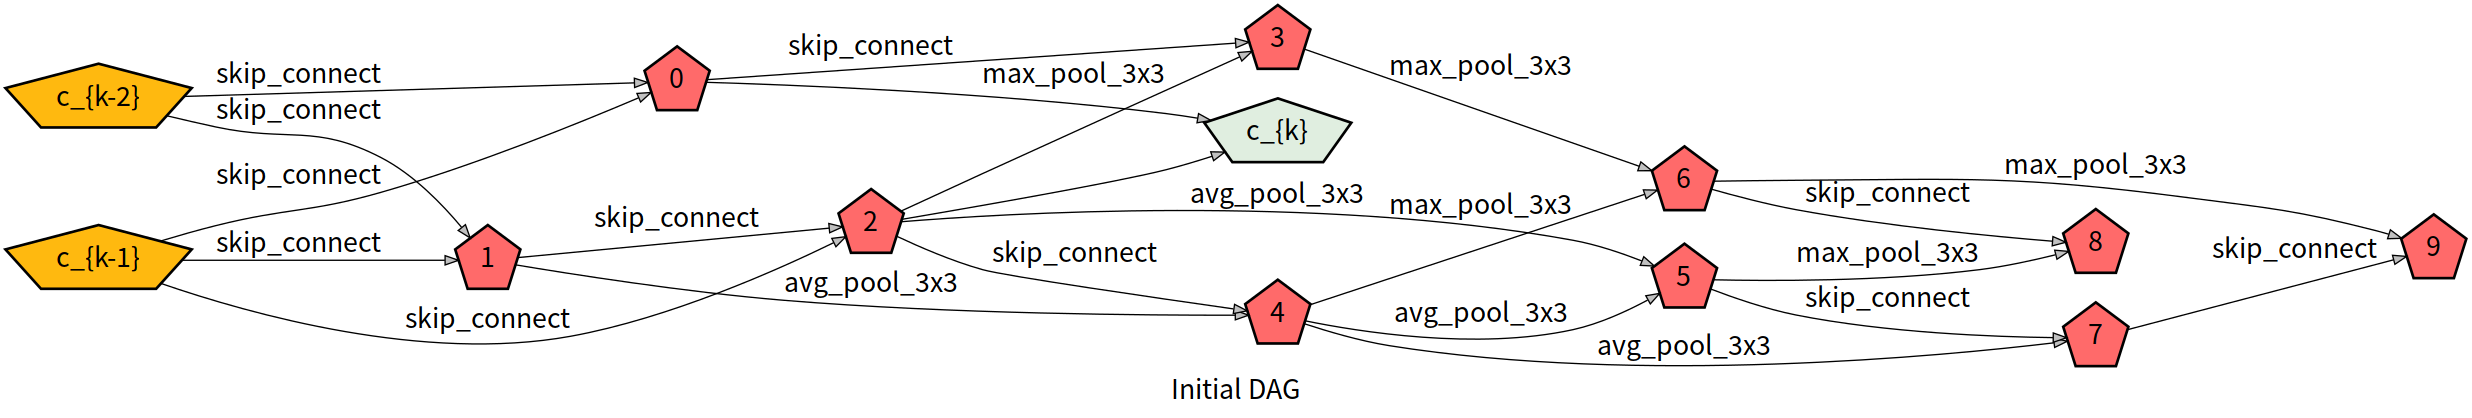 skip_connect
skip_connect
skip_connect
skip_connect
skip_connect
c_{k-2}
c_{k-1}
0
1
skip_connect
avg_pool_3x3
2
skip_connect
max_pool_3x3
skip_connect
3
c_{k}
avg_pool_3x3
4
max_pool_3x3
max_pool_3x3
avg_pool_3x3
avg_pool_3x3
6
5
max_pool_3x3
skip_connect
max_pool_3x3
skip_connect
8
7
skip_connect
9
Initial DAG